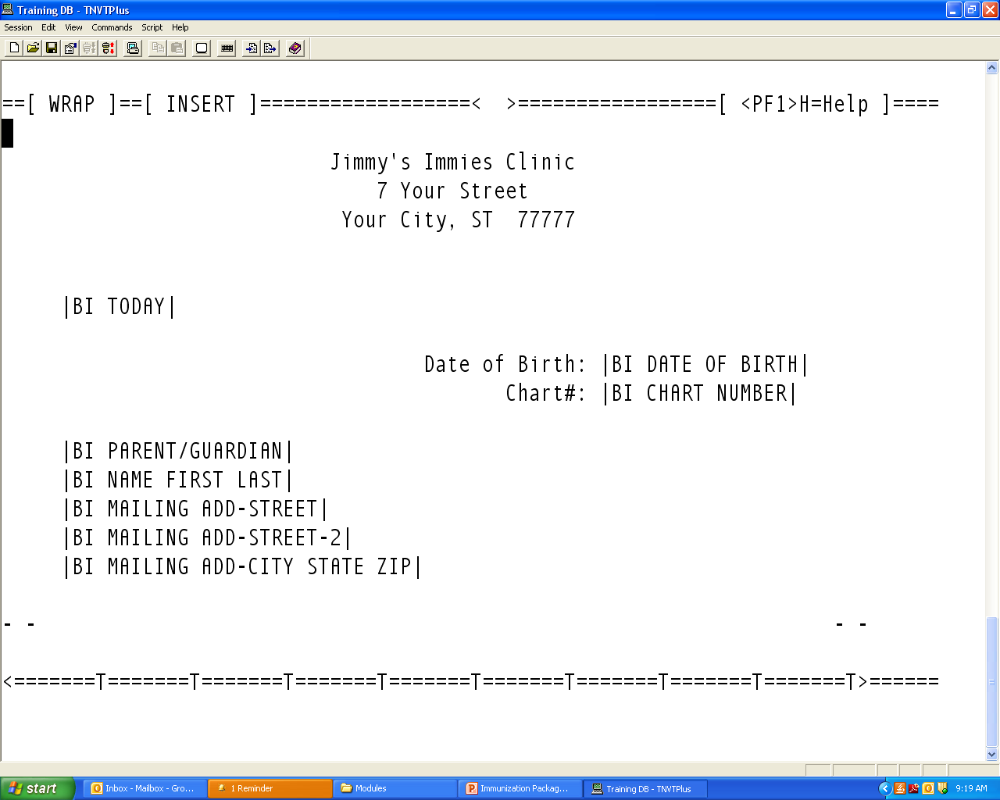 Training DB - TNVTPlus
Session Edit View Commands Script Help
==[ WRAP ]==[ INSERT ]==================< >=================[ <PF1>H=Help ]====
Jimmy's Immies Clinic
7 Your Street
Your City, ST 77777
|BI TODAY|
Date of Birth: |BI DATE OF BIRTH|
Chart#: |BI CHART NUMBER|
|BI PARENT/GUARDIAN|
|BI NAME FIRST LAST|
|BI MAILING ADD-STREET|
|BI MAILING ADD-STREET-2|
|BI MAILING ADD-CITY STATE ZIP|
- - - -
<=======T=======T=======T=======T=======T=======T=======T=======T=======T>======
start Inbox - Mailbox - Gro... 1 Reminder Modules Immunization Packag... Training DB - TNVTPlus 9:19 AM